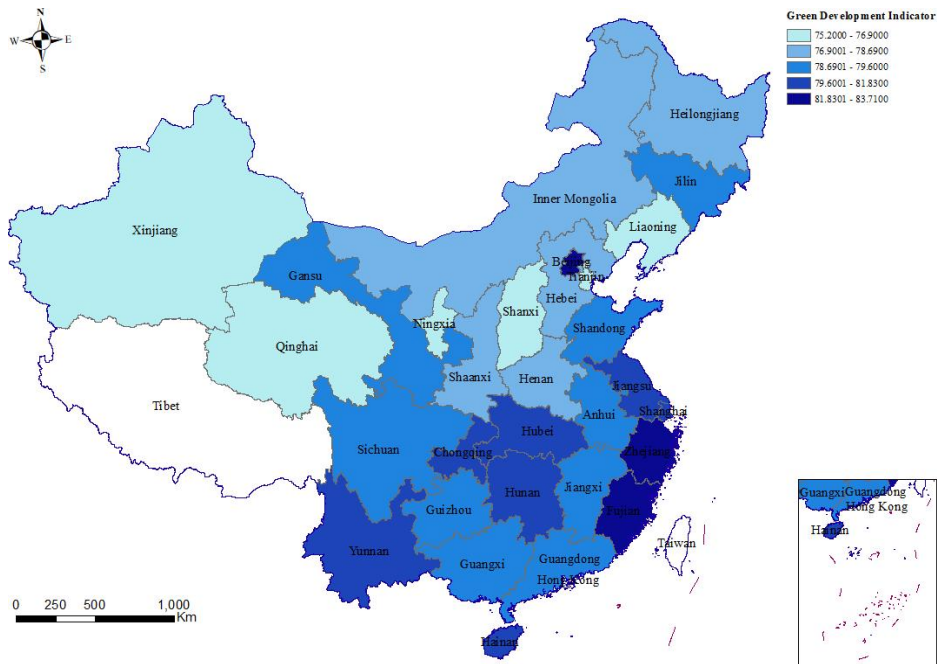 Green Development Indicator
75.2000 - 76.9000
76.9001 - 78.6900
78.6901 - 79.6000
79.6001 - 81.8300
81.8301 - 83.7100
N
W E
S
Heilongjiang
Jilin
Inner Mongolia
Liaoning
Xinjiang
Beijing
Tianjin
Gansu
Hebei
Shanxi
Ningxia
Shandong
Qinghai
Shaanxi
Henan
Jiangsu
Tibet
Anhui
Shanghai
Hubei
Sichuan
Chongqing
Zhejiang
Hunan
Jiangxi
Guizhou
Fujian
Yunnan
Taiwan
Guangxi
Guangdong
Hong Kong
Hainan
0 250 500 1,000
Km
Guangxi Guangdong
Hong Kong
Hainan